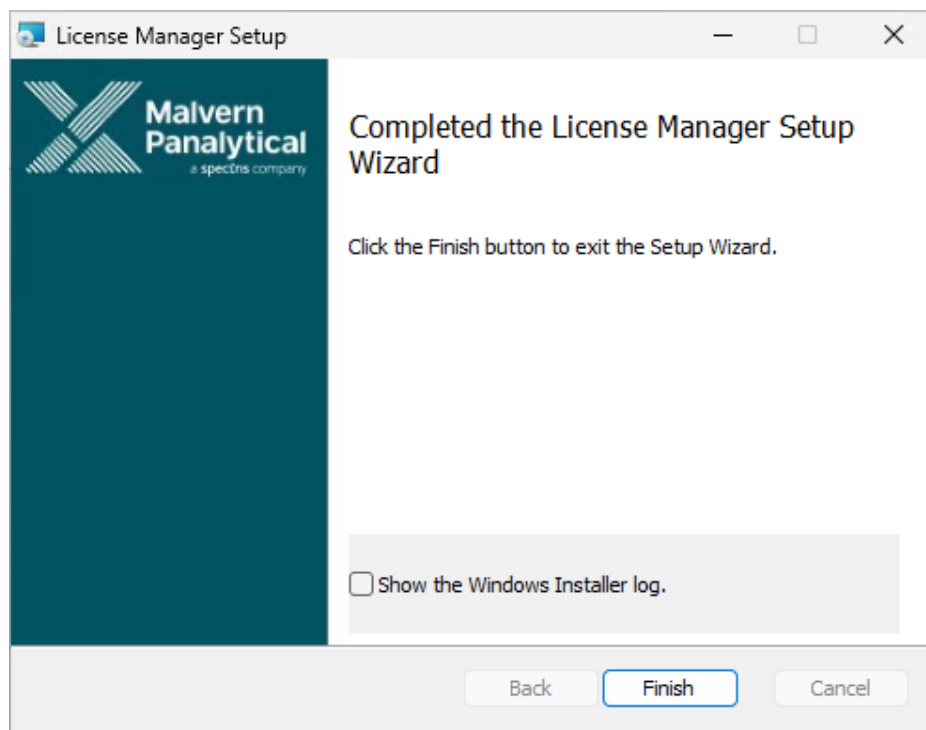 License Manager Setup
Malvern
Panalytical
a spectris company
Completed the License Manager Setup
Wizard
Click the Finish button to exit the Setup Wizard.
Show the Windows Installer log.
Back
Finish
Cancel